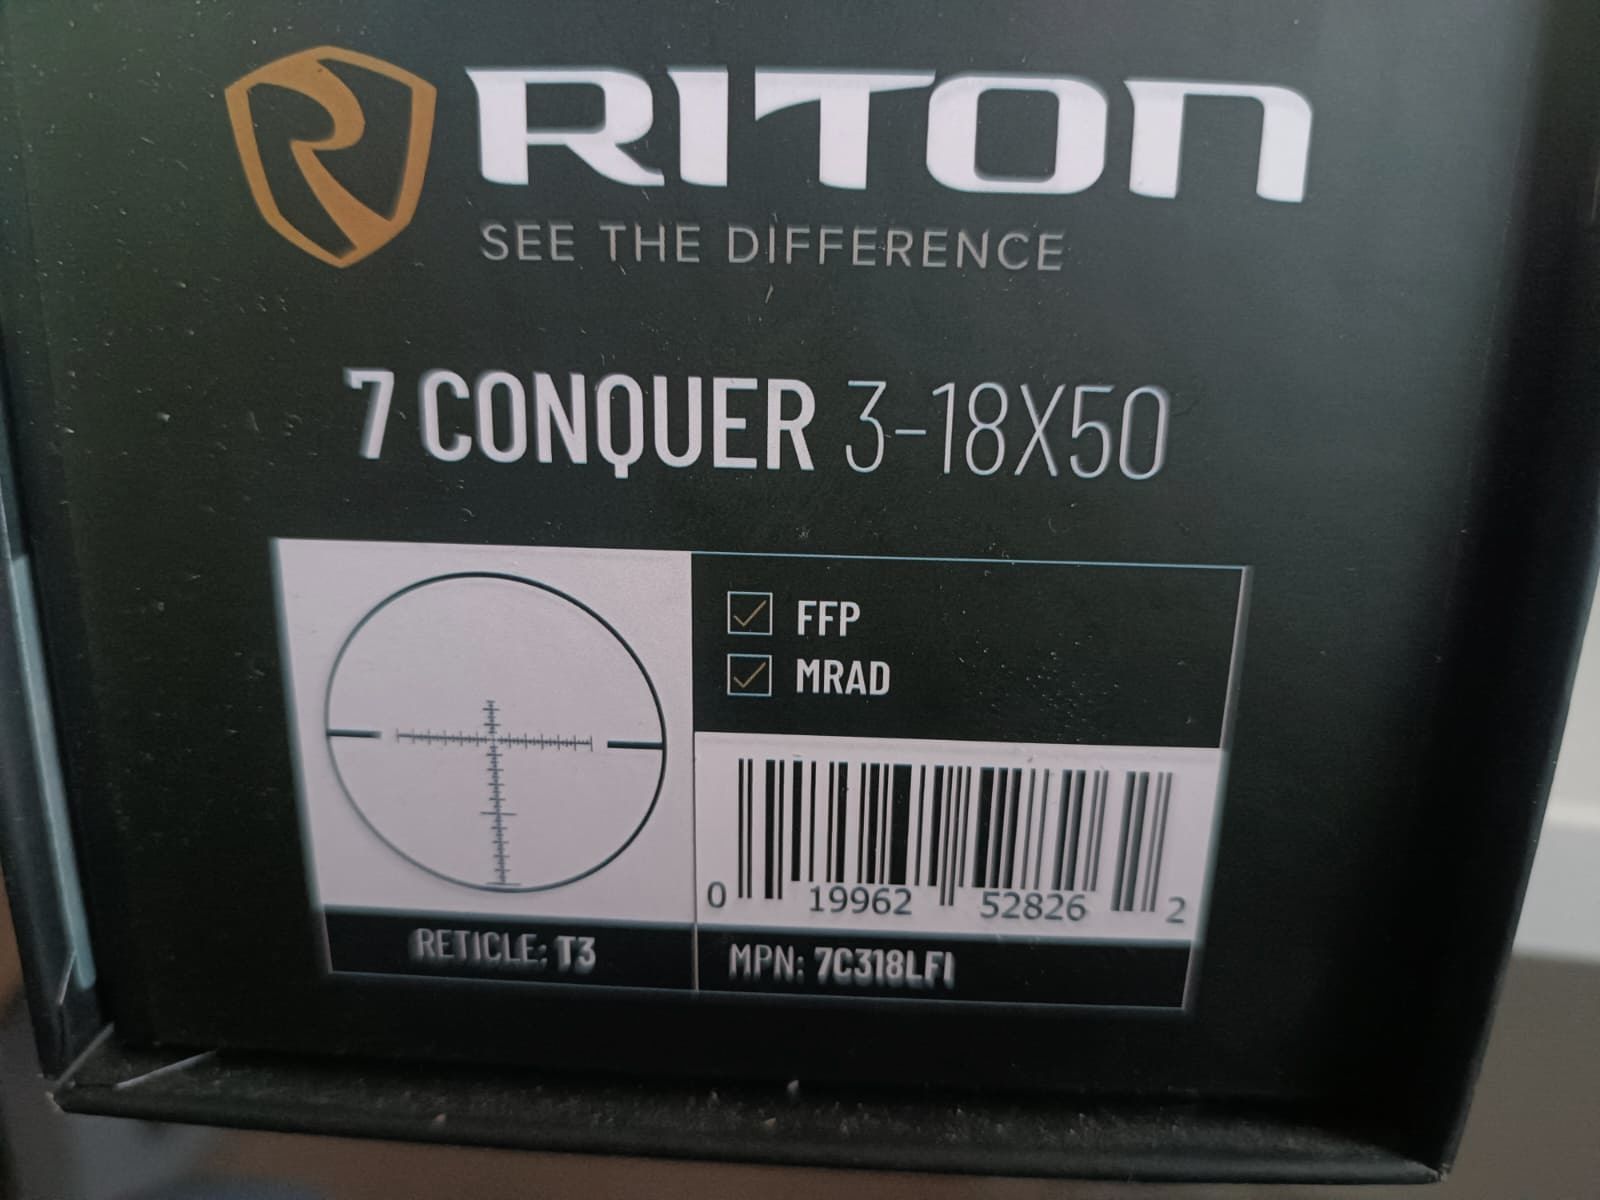 RITON
SEE THE DIFFERENCE
7 CONQUER 3-18X50
FFP
MRAD
0 19962 52826 2
RETICLE: T3
MPN: 7C318LFI